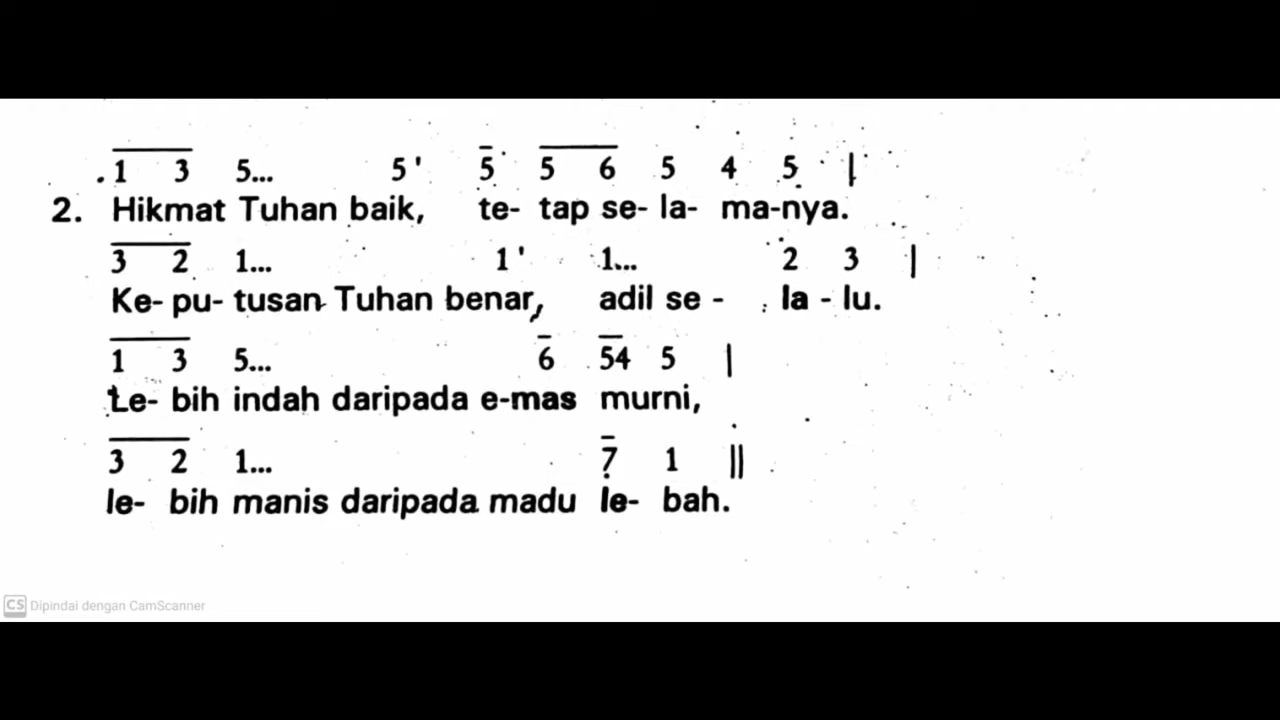 1 3 5... 5' 5 5 6 5 4 5 |
2. Hikmat Tuhan baik, te- tap se- la- ma-nya.
3 2 1... 1' 1... 2 3 |
Ke- pu- tusan Tuhan benar, adil se - la - lu.
1 3 5... 6 54 5 |
Le- bih indah daripada e-mas murni,
3 2 1... 7 1 ||
le- bih manis daripada madu le- bah.
CS Dipindai dengan CamScanner